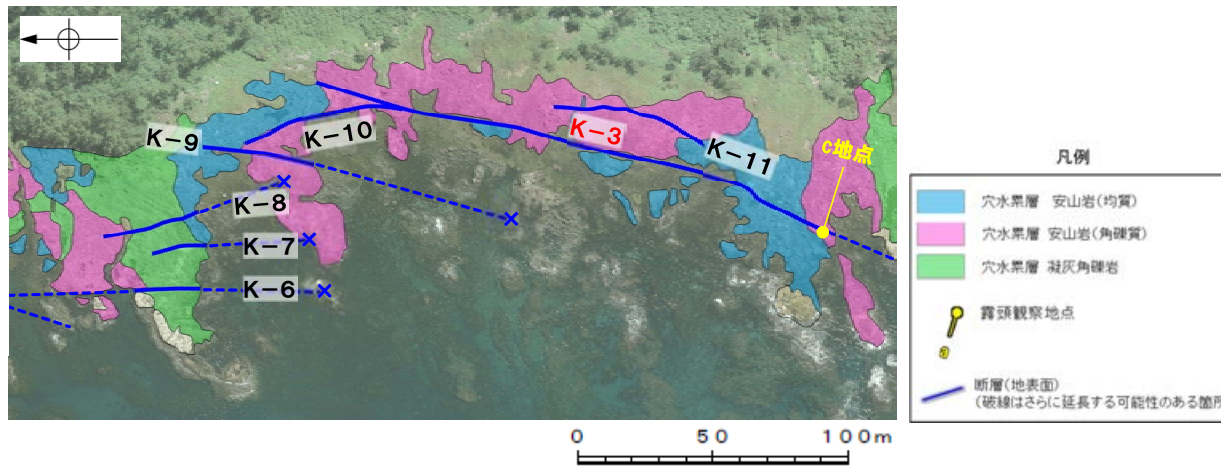 K-9
K-10
K-3
K-11
c地点
K-8
K-7
K-6
凡例
穴水累層 安山岩(均質)
穴水累層 安山岩(角礫質)
穴水累層 凝灰角礫岩
露頭観察地点
断層(地表面)
(破線はさらに延長する可能性のある箇所
0 50 100m